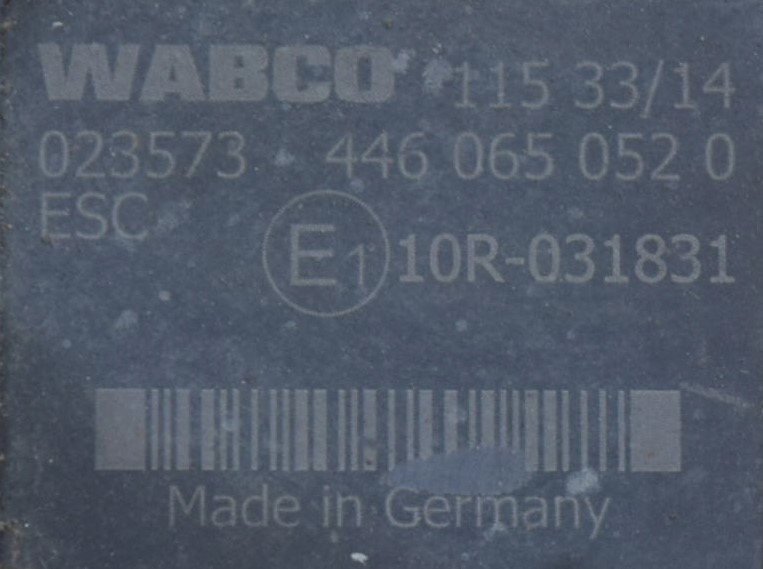 WABCO 115 33/14
023573 446 065 052 0
ESC
E1 10R-031831
Made in Germany